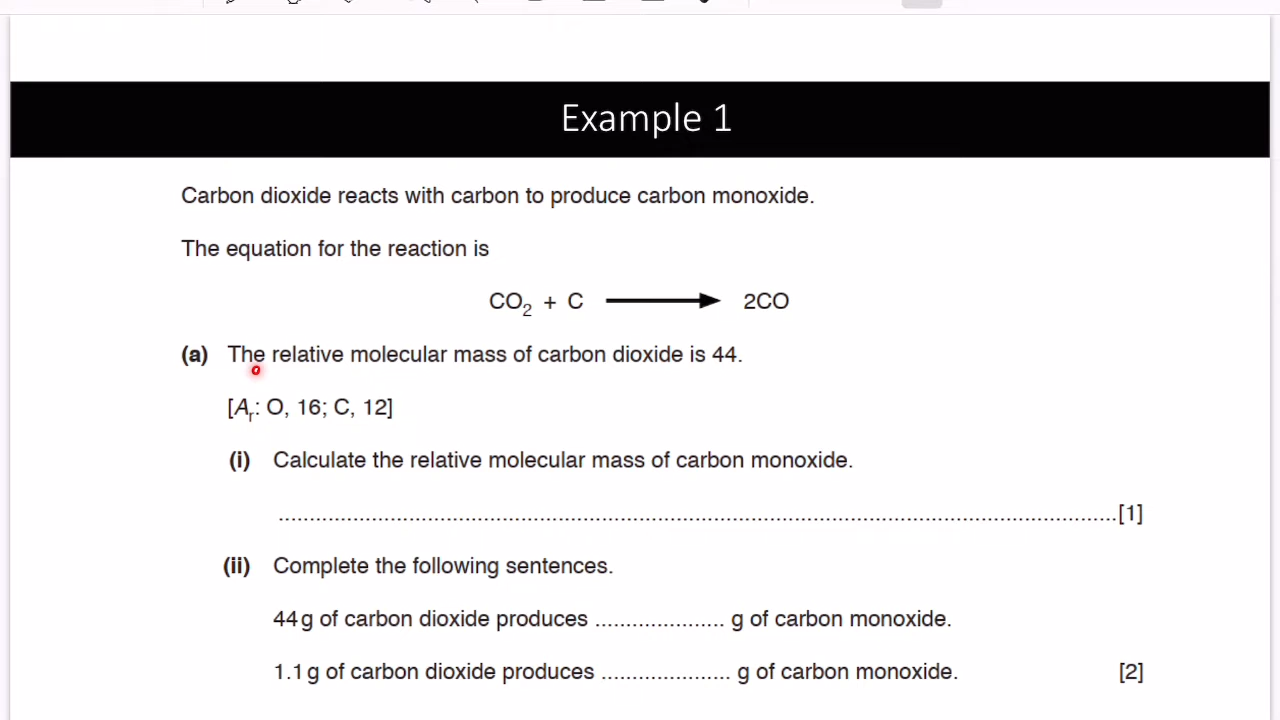 Example 1
Carbon dioxide reacts with carbon to produce carbon monoxide.
The equation for the reaction is
CO₂ + C ⟶ 2CO
(a) The relative molecular mass of carbon dioxide is 44.
[Aᵣ: O, 16; C, 12]
(i) Calculate the relative molecular mass of carbon monoxide.
.......................................................................................................................................[1]
(ii) Complete the following sentences.
44 g of carbon dioxide produces ..................... g of carbon monoxide.
1.1 g of carbon dioxide produces ..................... g of carbon monoxide. [2]